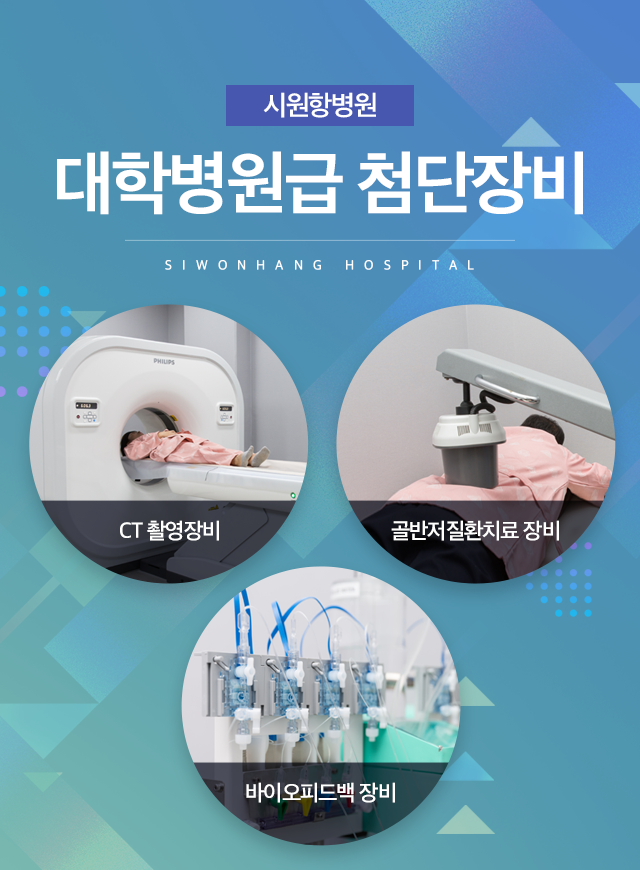 시원항병원
대학병원급 첨단장비
SIWONHANG HOSPITAL
PHILIPS
CT 촬영장비
골반저질환치료 장비
바이오피드백 장비